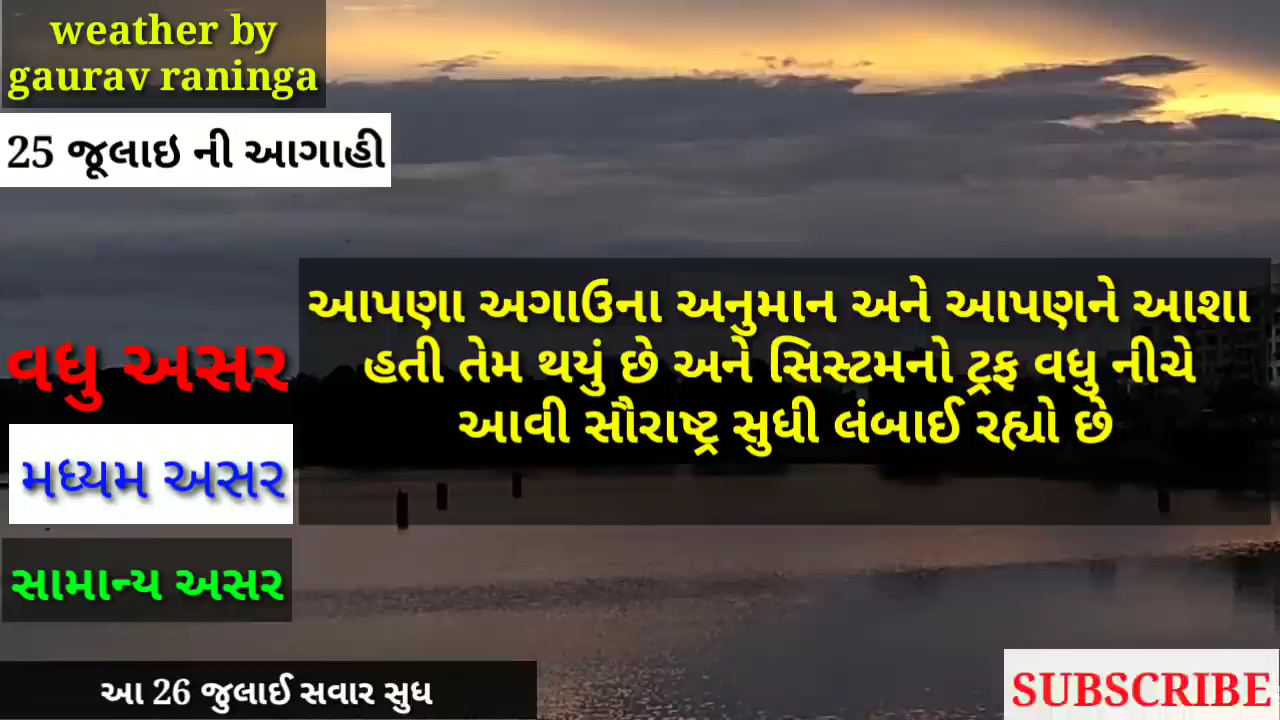 weather by
gaurav raninga
25 જૂલાઇ ની આગાહી
આપણા અગાઉના અનુમાન અને આપણને આશા
હતી તેમ થયું છે અને સિસ્ટમનો ટ્રફ વધુ નીચે
આવી સૌરાષ્ટ્ર સુધી લંબાઈ રહ્યો છે
વધુ અસર
મધ્યમ અસર
સામાન્ય અસર
આ 26 જુલાઈ સવાર સુધ
SUBSCRIBE